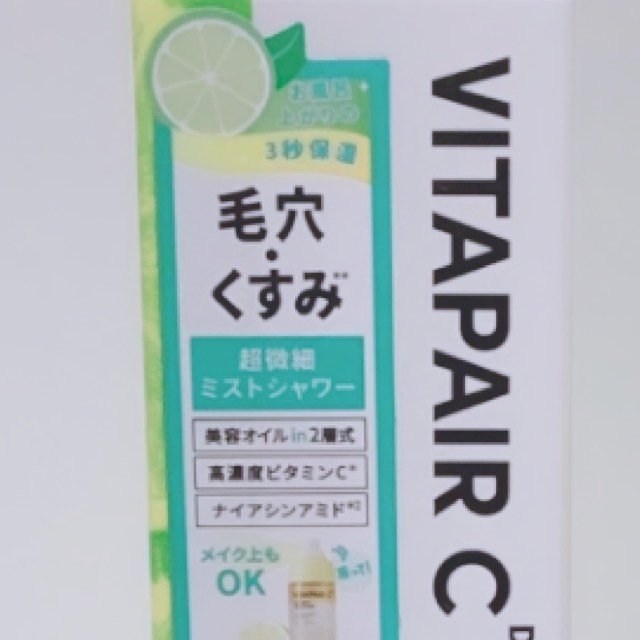 お風呂
上がりの
3秒保湿
毛穴・
くすみ
超微細
ミストシャワー
美容オイルin2層式
高濃度ビタミンC
ナイアシンアミド
メイク上も
OK
VITAPAIR C